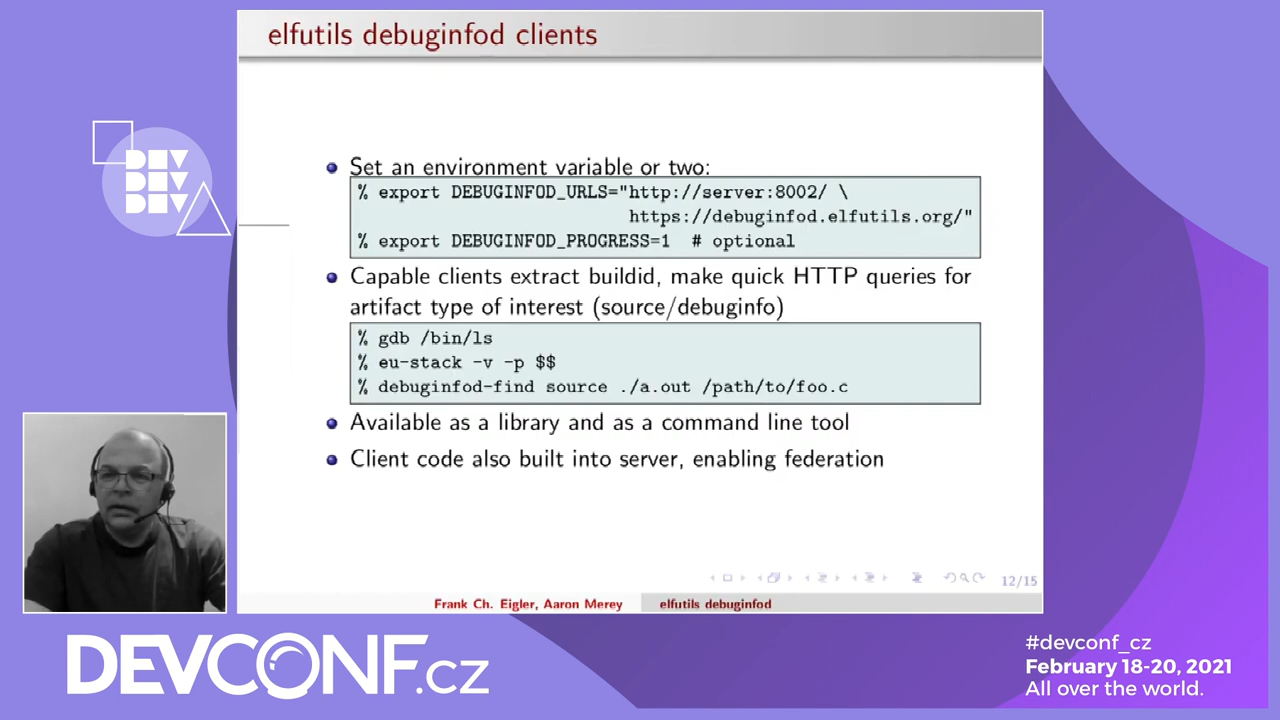 elfutils debuginfod clients
DEV
DEV
DEV
Set an environment variable or two:
% export DEBUGINFOD_URLS="http://server:8002/ \
https://debuginfod.elfutils.org/"
% export DEBUGINFOD_PROGRESS=1 # optional
Capable clients extract buildid, make quick HTTP queries for
artifact type of interest (source/debuginfo)
% gdb /bin/ls
% eu-stack -v -p $$
% debuginfod-find source ./a.out /path/to/foo.c
Available as a library and as a command line tool
Client code also built into server, enabling federation
12/15
Frank Ch. Eigler, Aaron Merey
elfutils debuginfod
DEVCONF.cz
#devconf_cz
February 18-20, 2021
All over the world.